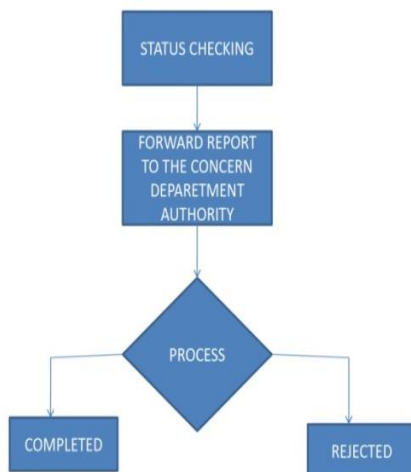 STATUS CHECKING
FORWARD REPORT
TO THE CONCERN
DEPARETMENT
AUTHORITY
PROCESS
COMPLETED
REJECTED